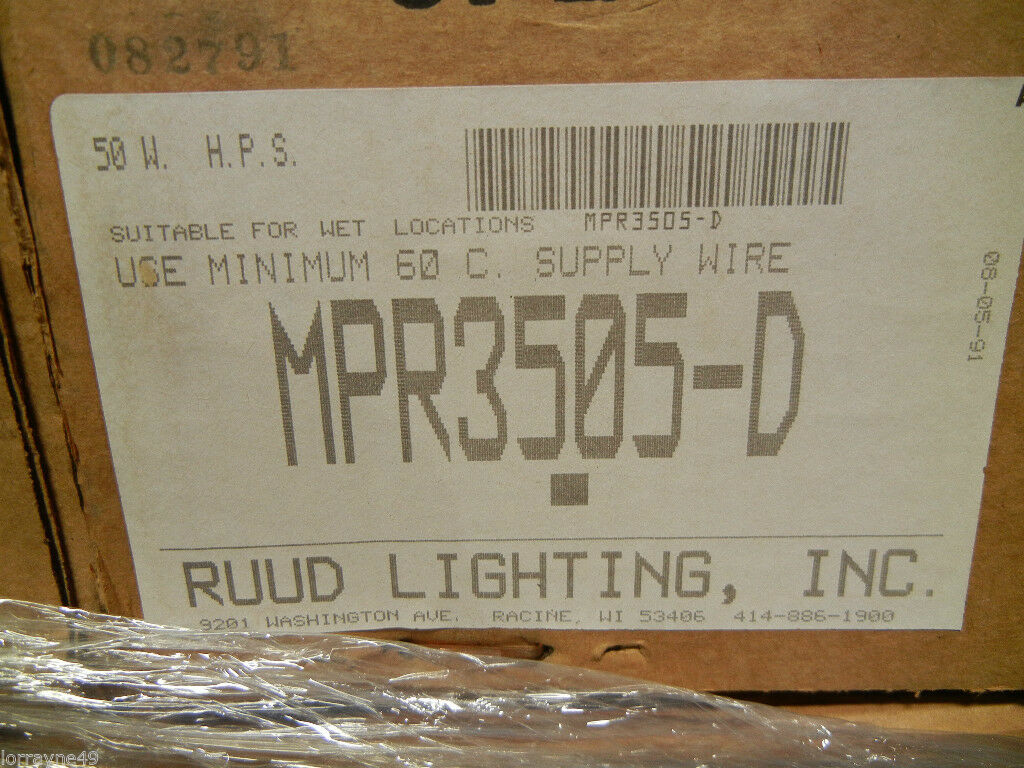 082791
50 W. H.P.S.
SUITABLE FOR WET LOCATIONS MPR3505-D
USE MINIMUM 60 C. SUPPLY WIRE
MPR3505-D
08-05-91
RUUD LIGHTING, INC.
9201 WASHINGTON AVE. RACINE, WI 53406 414-886-1900
lorrayne49